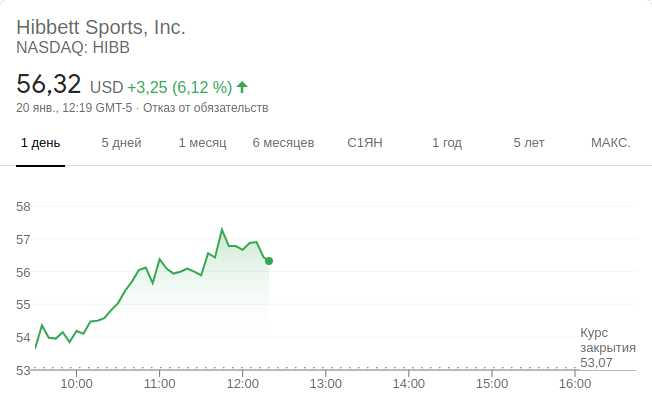 Hibbett Sports, Inc.
NASDAQ: HIBB
56,32 USD +3,25 (6,12 %)
20 янв., 12:19 GMT-5 · Отказ от обязательств
1 день 5 дней 1 месяц 6 месяцев С1ЯН 1 год 5 лет МАКС.
58
57
56
55
54
53
Курс
закрытия
53,07
10:00 11:00 12:00 13:00 14:00 15:00 16:00